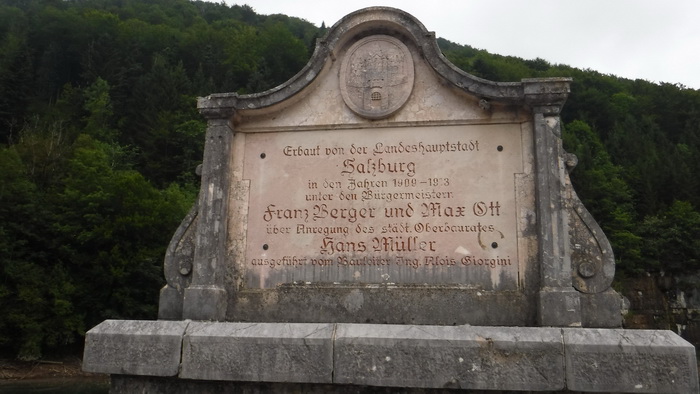 Erbaut von der Landeshauptstadt
Salzburg
in den Jahren 1909-1913
unter den Bürgermeistern
Franz Berger und Max Ott
über Anregung des städt. Oberbaurates
Hans Müller
ausgeführt vom Bauleiter Ing. Alois Giorgini